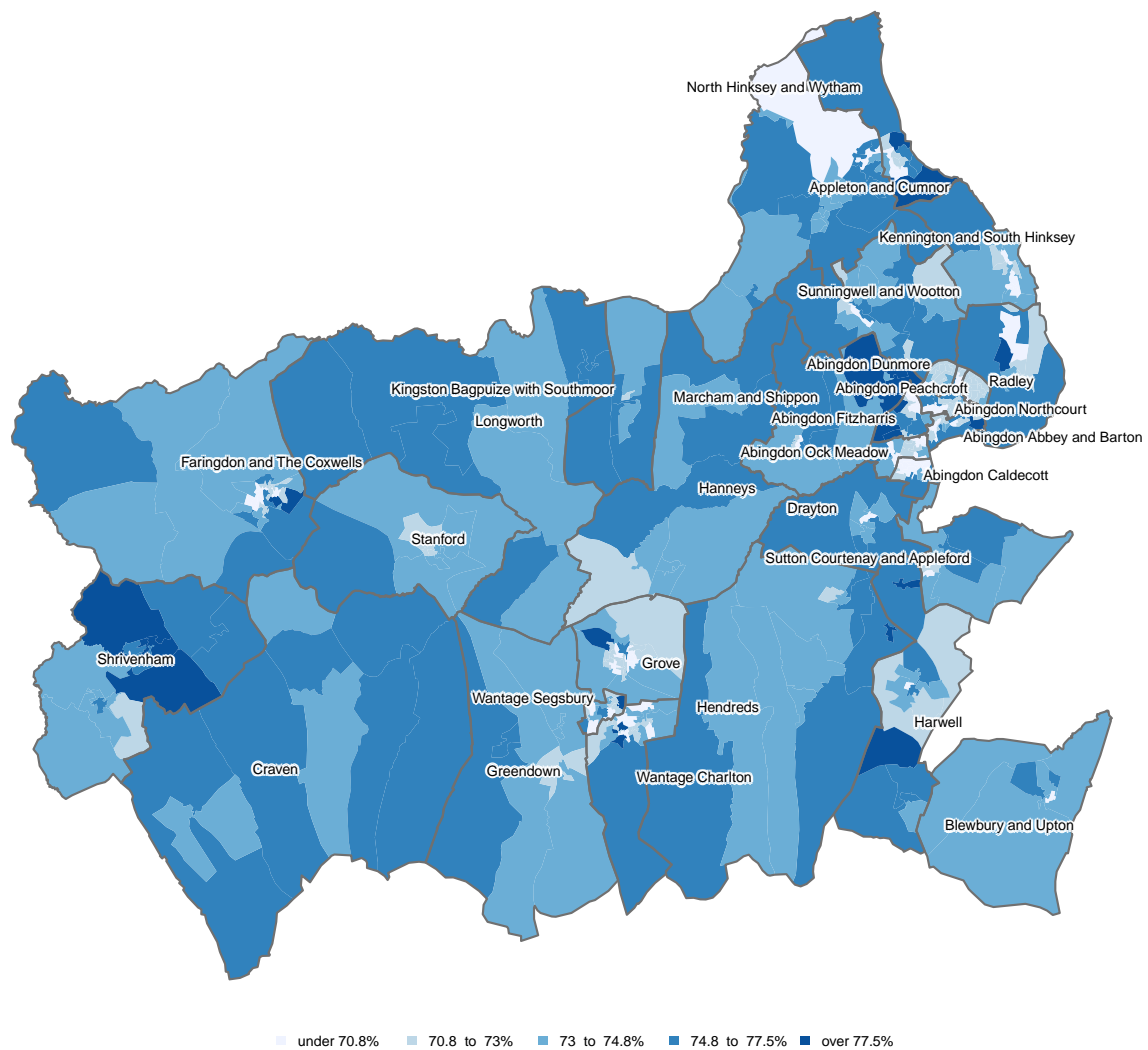 North Hinksey and Wytham
Appleton and Cumnor
Kennington and South Hinksey
Sunningwell and Wootton
Abingdon Dunmore
Radley
Abingdon Peachcroft
Kingston Bagpuize with Southmoor
Marcham and Shippon
Abingdon Northcourt
Abingdon Fitzharris
Longworth
Abingdon Abbey and Barton
Abingdon Ock Meadow
Faringdon and The Coxwells
Abingdon Caldecott
Hanneys
Drayton
Stanford
Sutton Courtenay and Appleford
Shrivenham
Grove
Wantage Segsbury
Hendreds
Harwell
Craven
Greendown
Wantage Charlton
Blewbury and Upton
under 70.8% 70.8 to 73% 73 to 74.8% 74.8 to 77.5% over 77.5%